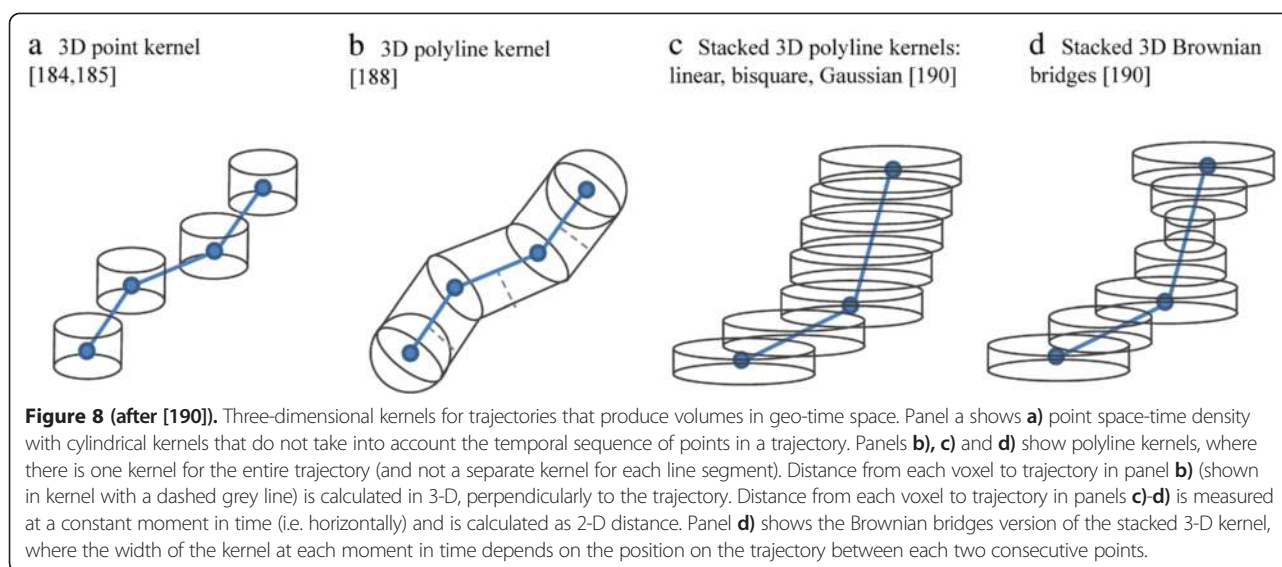 a 3D point kernel
[184,185]
b 3D polyline kernel
[188]
c Stacked 3D polyline kernels:
linear, bisquare, Gaussian [190]
d Stacked 3D Brownian
bridges [190]
Figure 8 (after [190]). Three-dimensional kernels for trajectories that produce volumes in geo-time space. Panel a shows a) point space-time density
with cylindrical kernels that do not take into account the temporal sequence of points in a trajectory. Panels b), c) and d) show polyline kernels, where
there is one kernel for the entire trajectory (and not a separate kernel for each line segment). Distance from each voxel to trajectory in panel b) (shown
in kernel with a dashed grey line) is calculated in 3-D, perpendicularly to the trajectory. Distance from each voxel to trajectory in panels c)-d) is measured
at a constant moment in time (i.e. horizontally) and is calculated as 2-D distance. Panel d) shows the Brownian bridges version of the stacked 3-D kernel,
where the width of the kernel at each moment in time depends on the position on the trajectory between each two consecutive points.